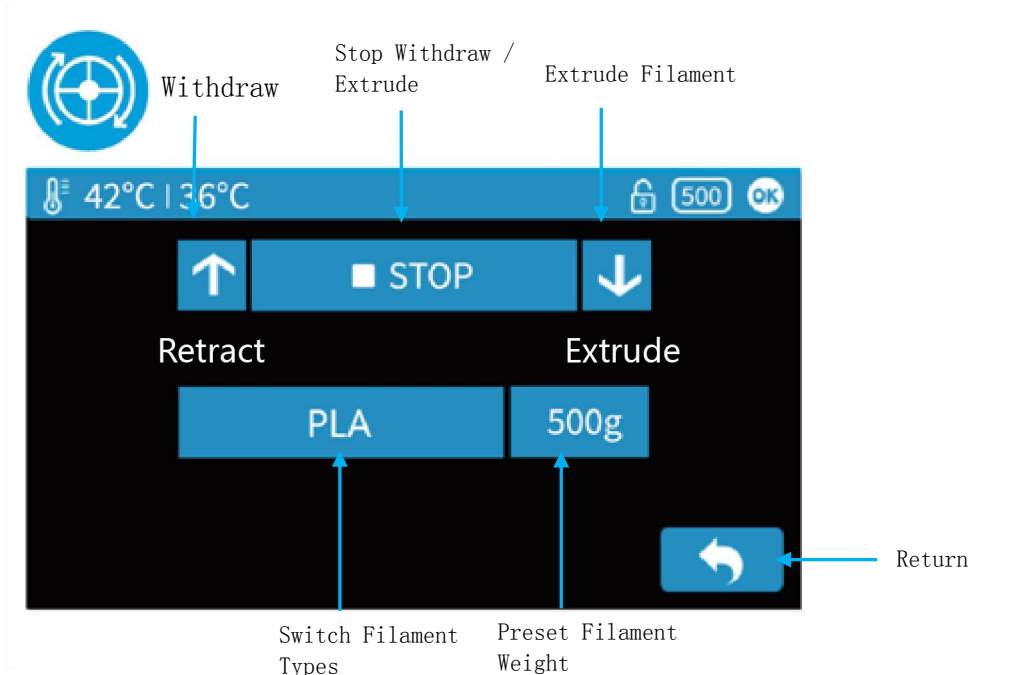 Stop Withdraw /
Extrude
Extrude Filament
Withdraw
42°C | 36°C
500
OK
STOP
Retract
Extrude
PLA
500g
Return
Switch Filament
Types
Preset Filament
Weight